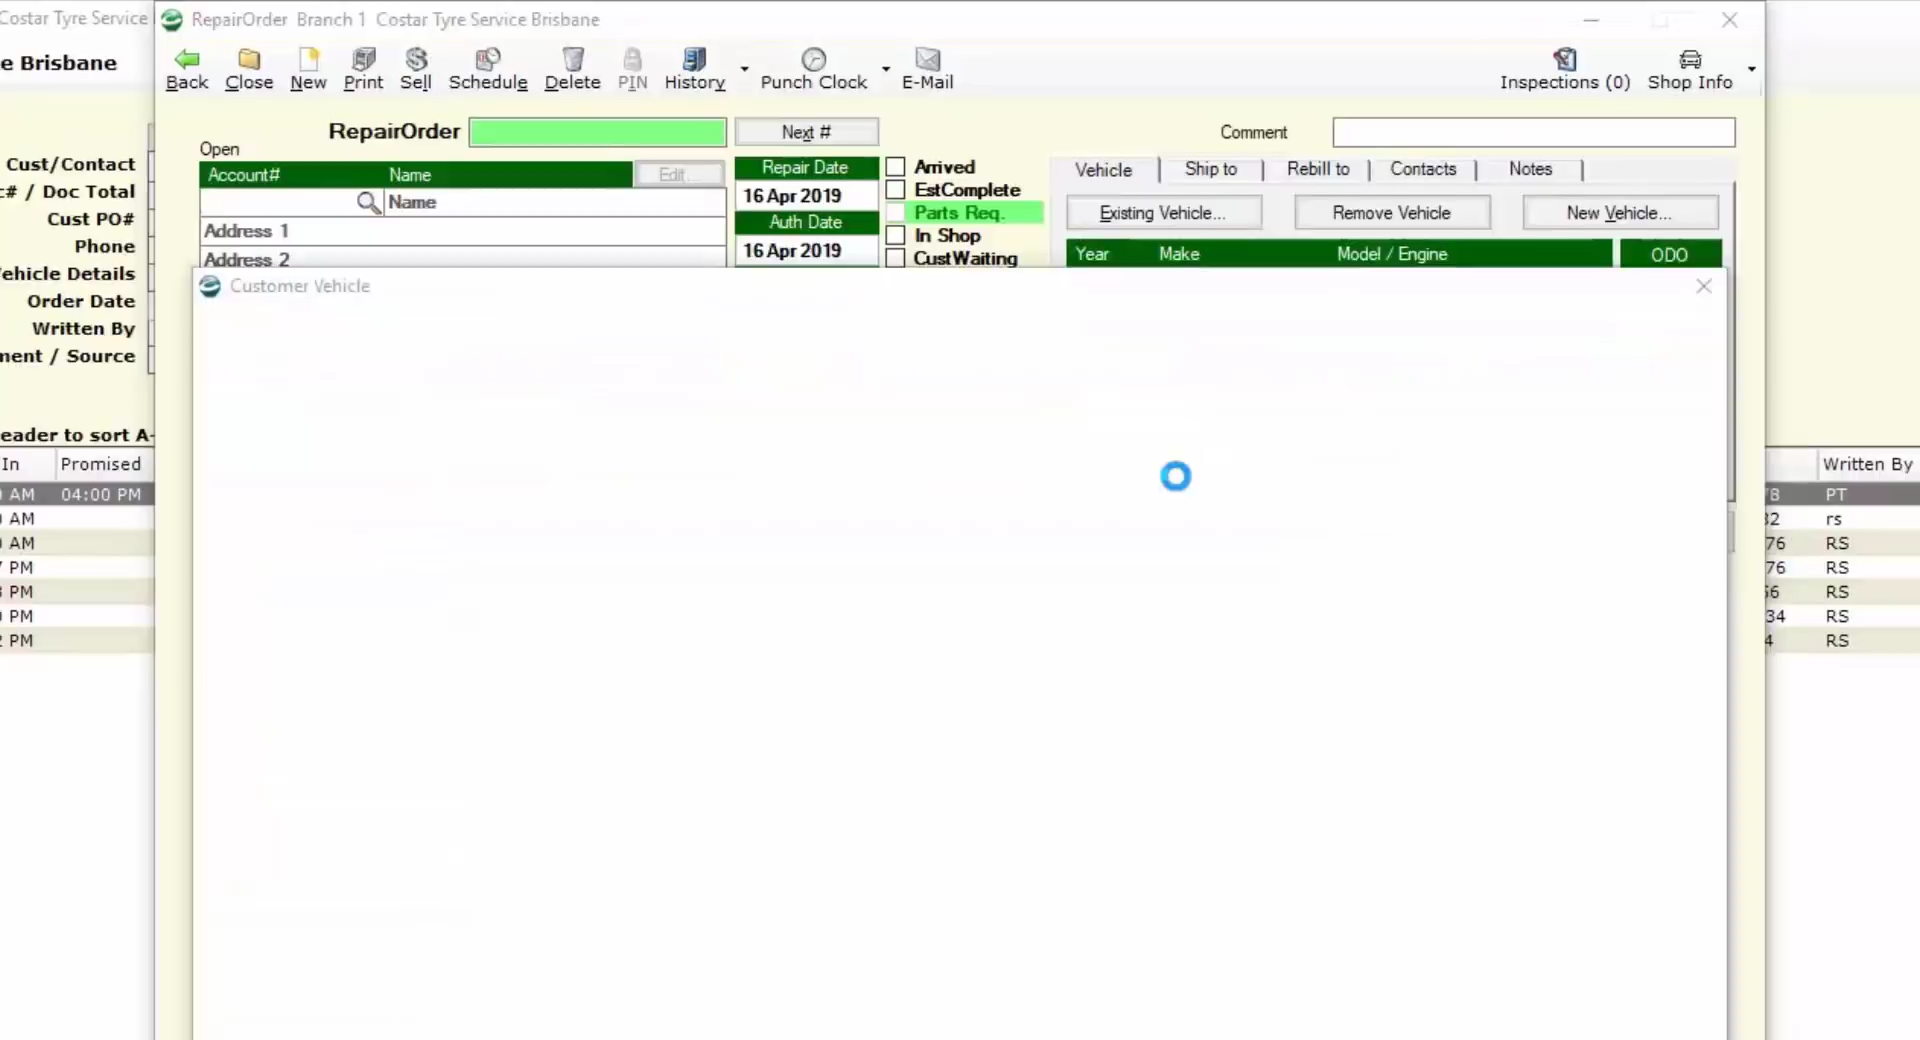 Costar Tyre Service
RepairOrder Branch 1 Costar Tyre Service Brisbane
e Brisbane
Back Close New Print Sell Schedule Delete PIN History Punch Clock E-Mail Inspections (0) Shop Info
RepairOrder Next # Comment
Open
Account# Name Edit... Repair Date Arrived Vehicle Ship to Rebill to Contacts Notes
Name 16 Apr 2019 EstComplete Existing Vehicle... Remove Vehicle New Vehicle...
Address 1 Auth Date Parts Req.
Address 2 16 Apr 2019 In Shop Year Make Model / Engine ODO
CustWaiting
Customer Vehicle
Cust/Contact
c# / Doc Total
Cust PO#
Phone
ehicle Details
Order Date
Written By
ment / Source
eader to sort A-
In Promised Written By
AM 04:00 PM 78 PT
AM 32 rs
AM 76 RS
PM 76 RS
PM 56 RS
PM 34 RS
PM 4 RS